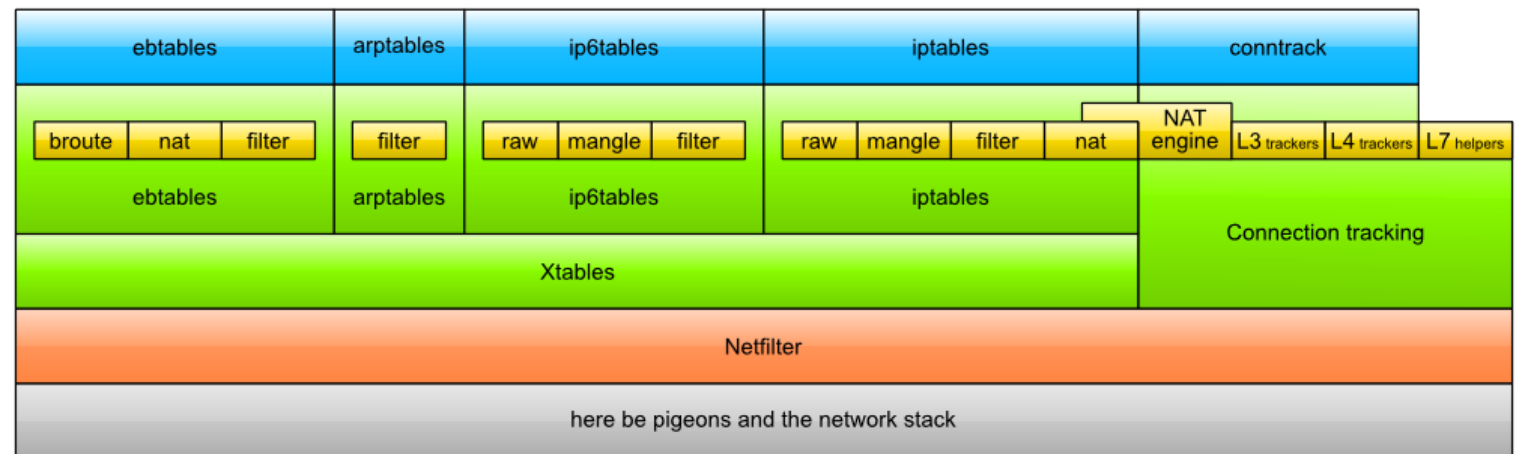 ebtables arptables ip6tables iptables conntrack
broute nat filter filter raw mangle filter raw mangle filter nat NAT engine L3 trackers L4 trackers L7 helpers
ebtables arptables ip6tables iptables
Connection tracking
Xtables
Netfilter
here be pigeons and the network stack